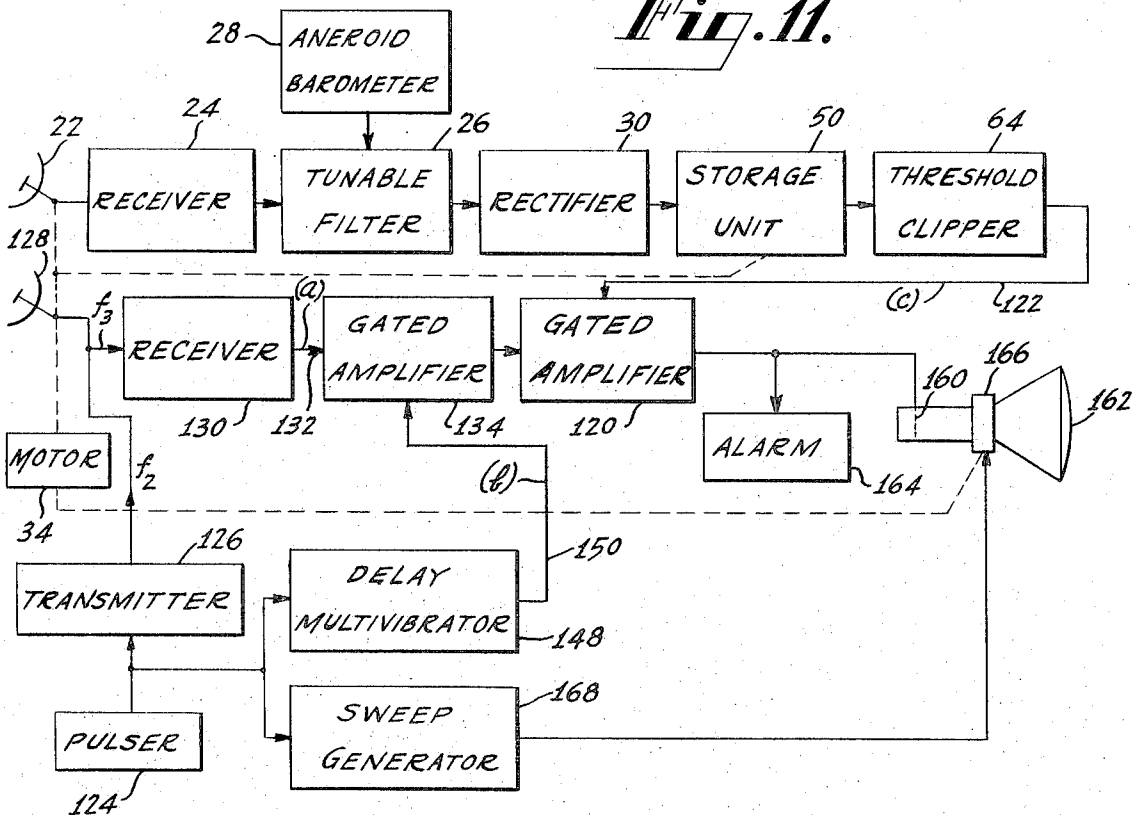 Fig. 11.
28
ANEROID
BAROMETER
22
24
26
30
50
64
RECEIVER
TUNABLE
FILTER
RECTIFIER
STORAGE
UNIT
THRESHOLD
CLIPPER
128
f3
(a)
(c)
122
RECEIVER
GATED
AMPLIFIER
GATED
AMPLIFIER
130
132
134
120
160
166
162
MOTOR
34
f2
(b)
ALARM
164
126
150
TRANSMITTER
DELAY
MULTIVIBRATOR
148
PULSER
124
SWEEP
GENERATOR
168